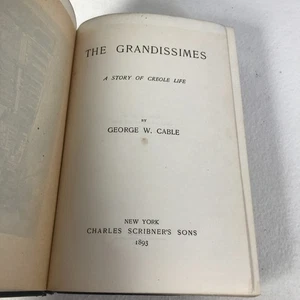 THE GRANDISSIMES
A STORY OF CREOLE LIFE
BY
GEORGE W. CABLE
NEW YORK
CHARLES SCRIBNER'S SONS
1893